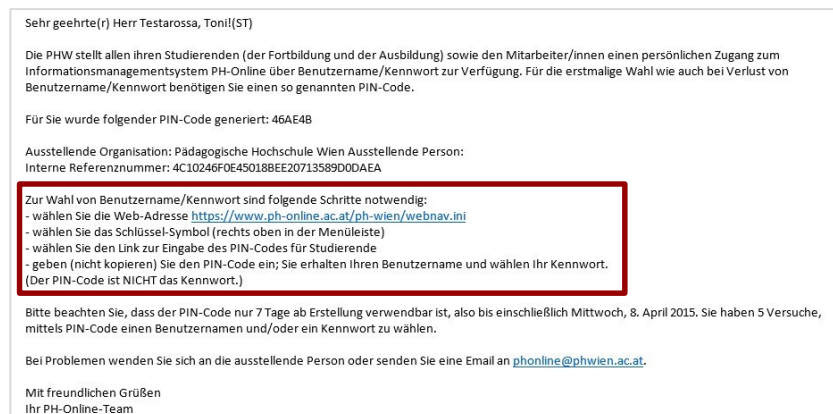 Sehr geehrte(r) Herr Testarossa, Toni!(ST)
Die PHW stellt allen ihren Studierenden (der Fortbildung und der Ausbildung) sowie den Mitarbeiter/innen einen persönlichen Zugang zum
Informationsmanagementsystem PH-Online über Benutzername/Kennwort zur Verfügung. Für die erstmalige Wahl wie auch bei Verlust von
Benutzername/Kennwort benötigen Sie einen so genannten PIN-Code.
Für Sie wurde folgender PIN-Code generiert: 46AE4B
Ausstellende Organisation: Pädagogische Hochschule Wien Ausstellende Person:
Interne Referenznummer: 4C10246F0E45018BEE20713589D0DAEA
Zur Wahl von Benutzername/Kennwort sind folgende Schritte notwendig:
- wählen Sie die Web-Adresse https://www.ph-online.ac.at/ph-wien/webnav.ini
- wählen Sie das Schlüssel-Symbol (rechts oben in der Menüleiste)
- wählen Sie den Link zur Eingabe des PIN-Codes für Studierende
- geben (nicht kopieren) Sie den PIN-Code ein; Sie erhalten Ihren Benutzername und wählen Ihr Kennwort.
(Der PIN-Code ist NICHT das Kennwort.)
Bitte beachten Sie, dass der PIN-Code nur 7 Tage ab Erstellung verwendbar ist, also bis einschließlich Mittwoch, 8. April 2015. Sie haben 5 Versuche,
mittels PIN-Code einen Benutzernamen und/oder ein Kennwort zu wählen.
Bei Problemen wenden Sie sich an die ausstellende Person oder senden Sie eine Email an phonline@phwien.ac.at.
Mit freundlichen Grüßen
Ihr PH-Online-Team